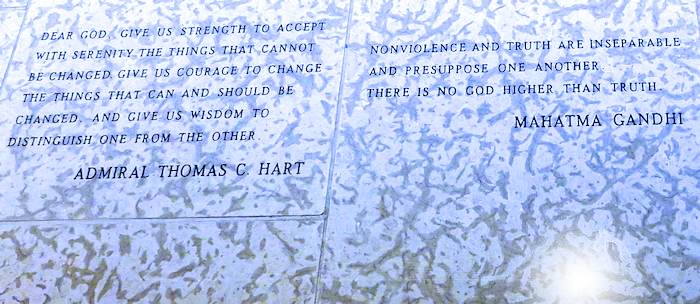 DEAR GOD, GIVE US STRENGTH TO ACCEPT
WITH SERENITY THE THINGS THAT CANNOT
BE CHANGED. GIVE US COURAGE TO CHANGE
THE THINGS THAT CAN AND SHOULD BE
CHANGED, AND GIVE US WISDOM TO
DISTINGUISH ONE FROM THE OTHER
ADMIRAL THOMAS C. HART
NONVIOLENCE AND TRUTH ARE INSEPARABLE
AND PRESUPPOSE ONE ANOTHER.
THERE IS NO GOD HIGHER THAN TRUTH.
MAHATMA GANDHI